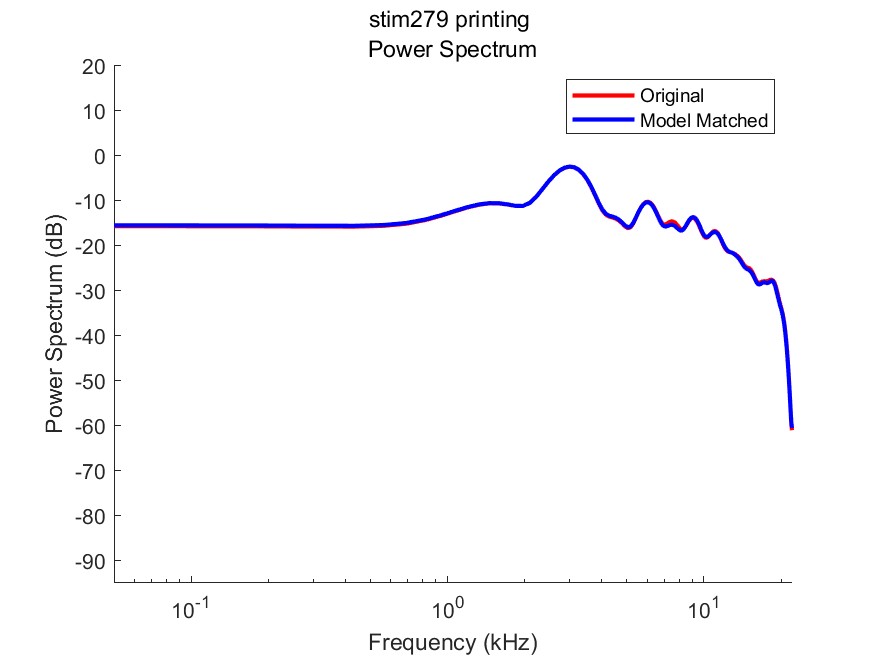 stim279 printing
Power Spectrum
Original
Model Matched
20
10
0
-10
-20
-30
-40
-50
-60
-70
-80
-90
Power Spectrum (dB)
10^-1
10^0
10^1
Frequency (kHz)